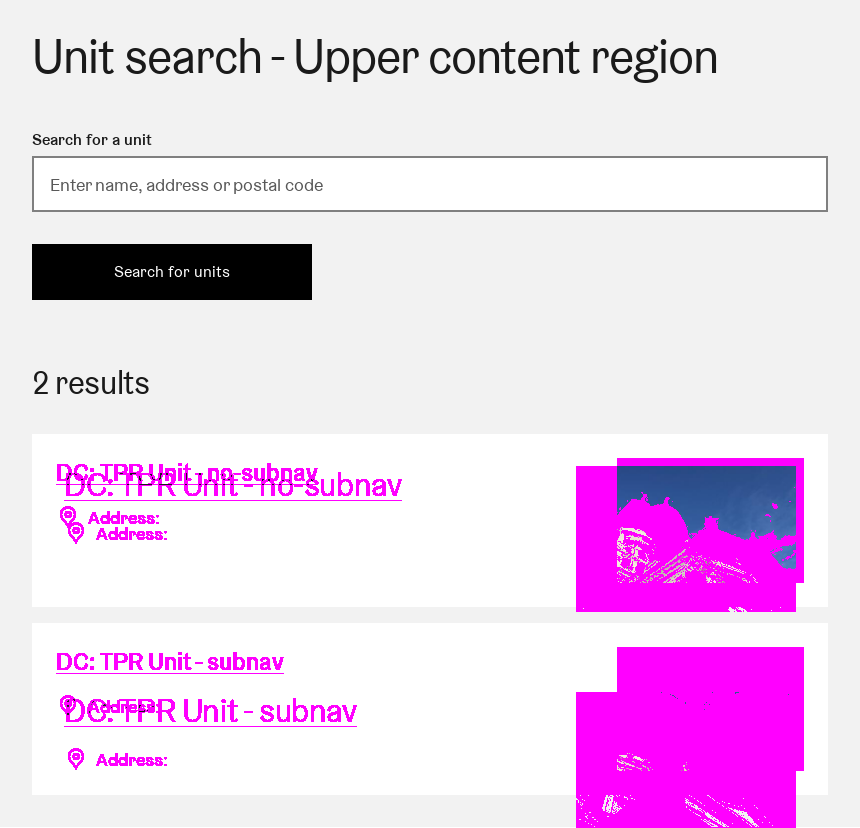 Unit search - Upper content region
Search for a unit
Enter name, address or postal code
Search for units
2 results
DC: TPR Unit - no-subnav
DC: TPR Unit - no-subnav
Address:
Address:
DC: TPR Unit - subnav
Address:
DC: TPR Unit - subnav
Address: